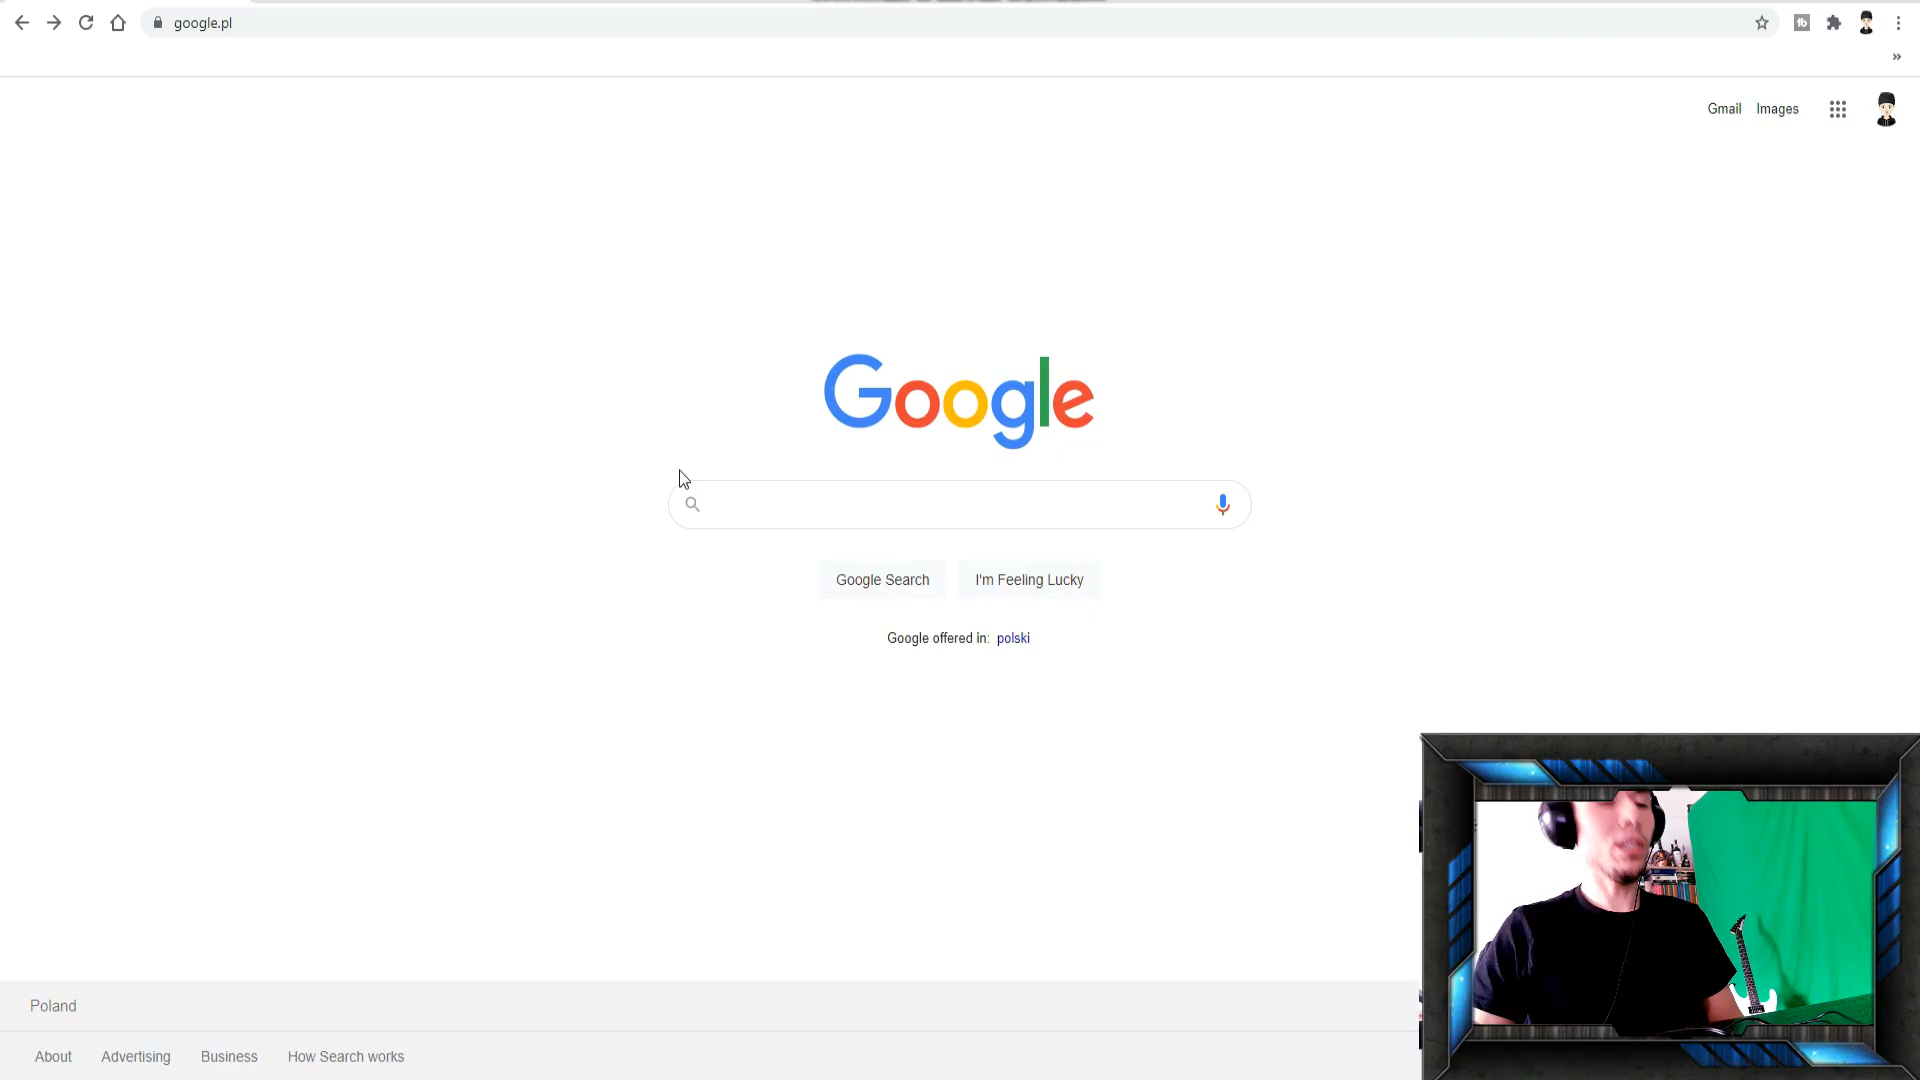 google.pl
tb
»
Gmail Images
Google
Google Search I'm Feeling Lucky
Google offered in: polski
Poland
About Advertising Business How Search works